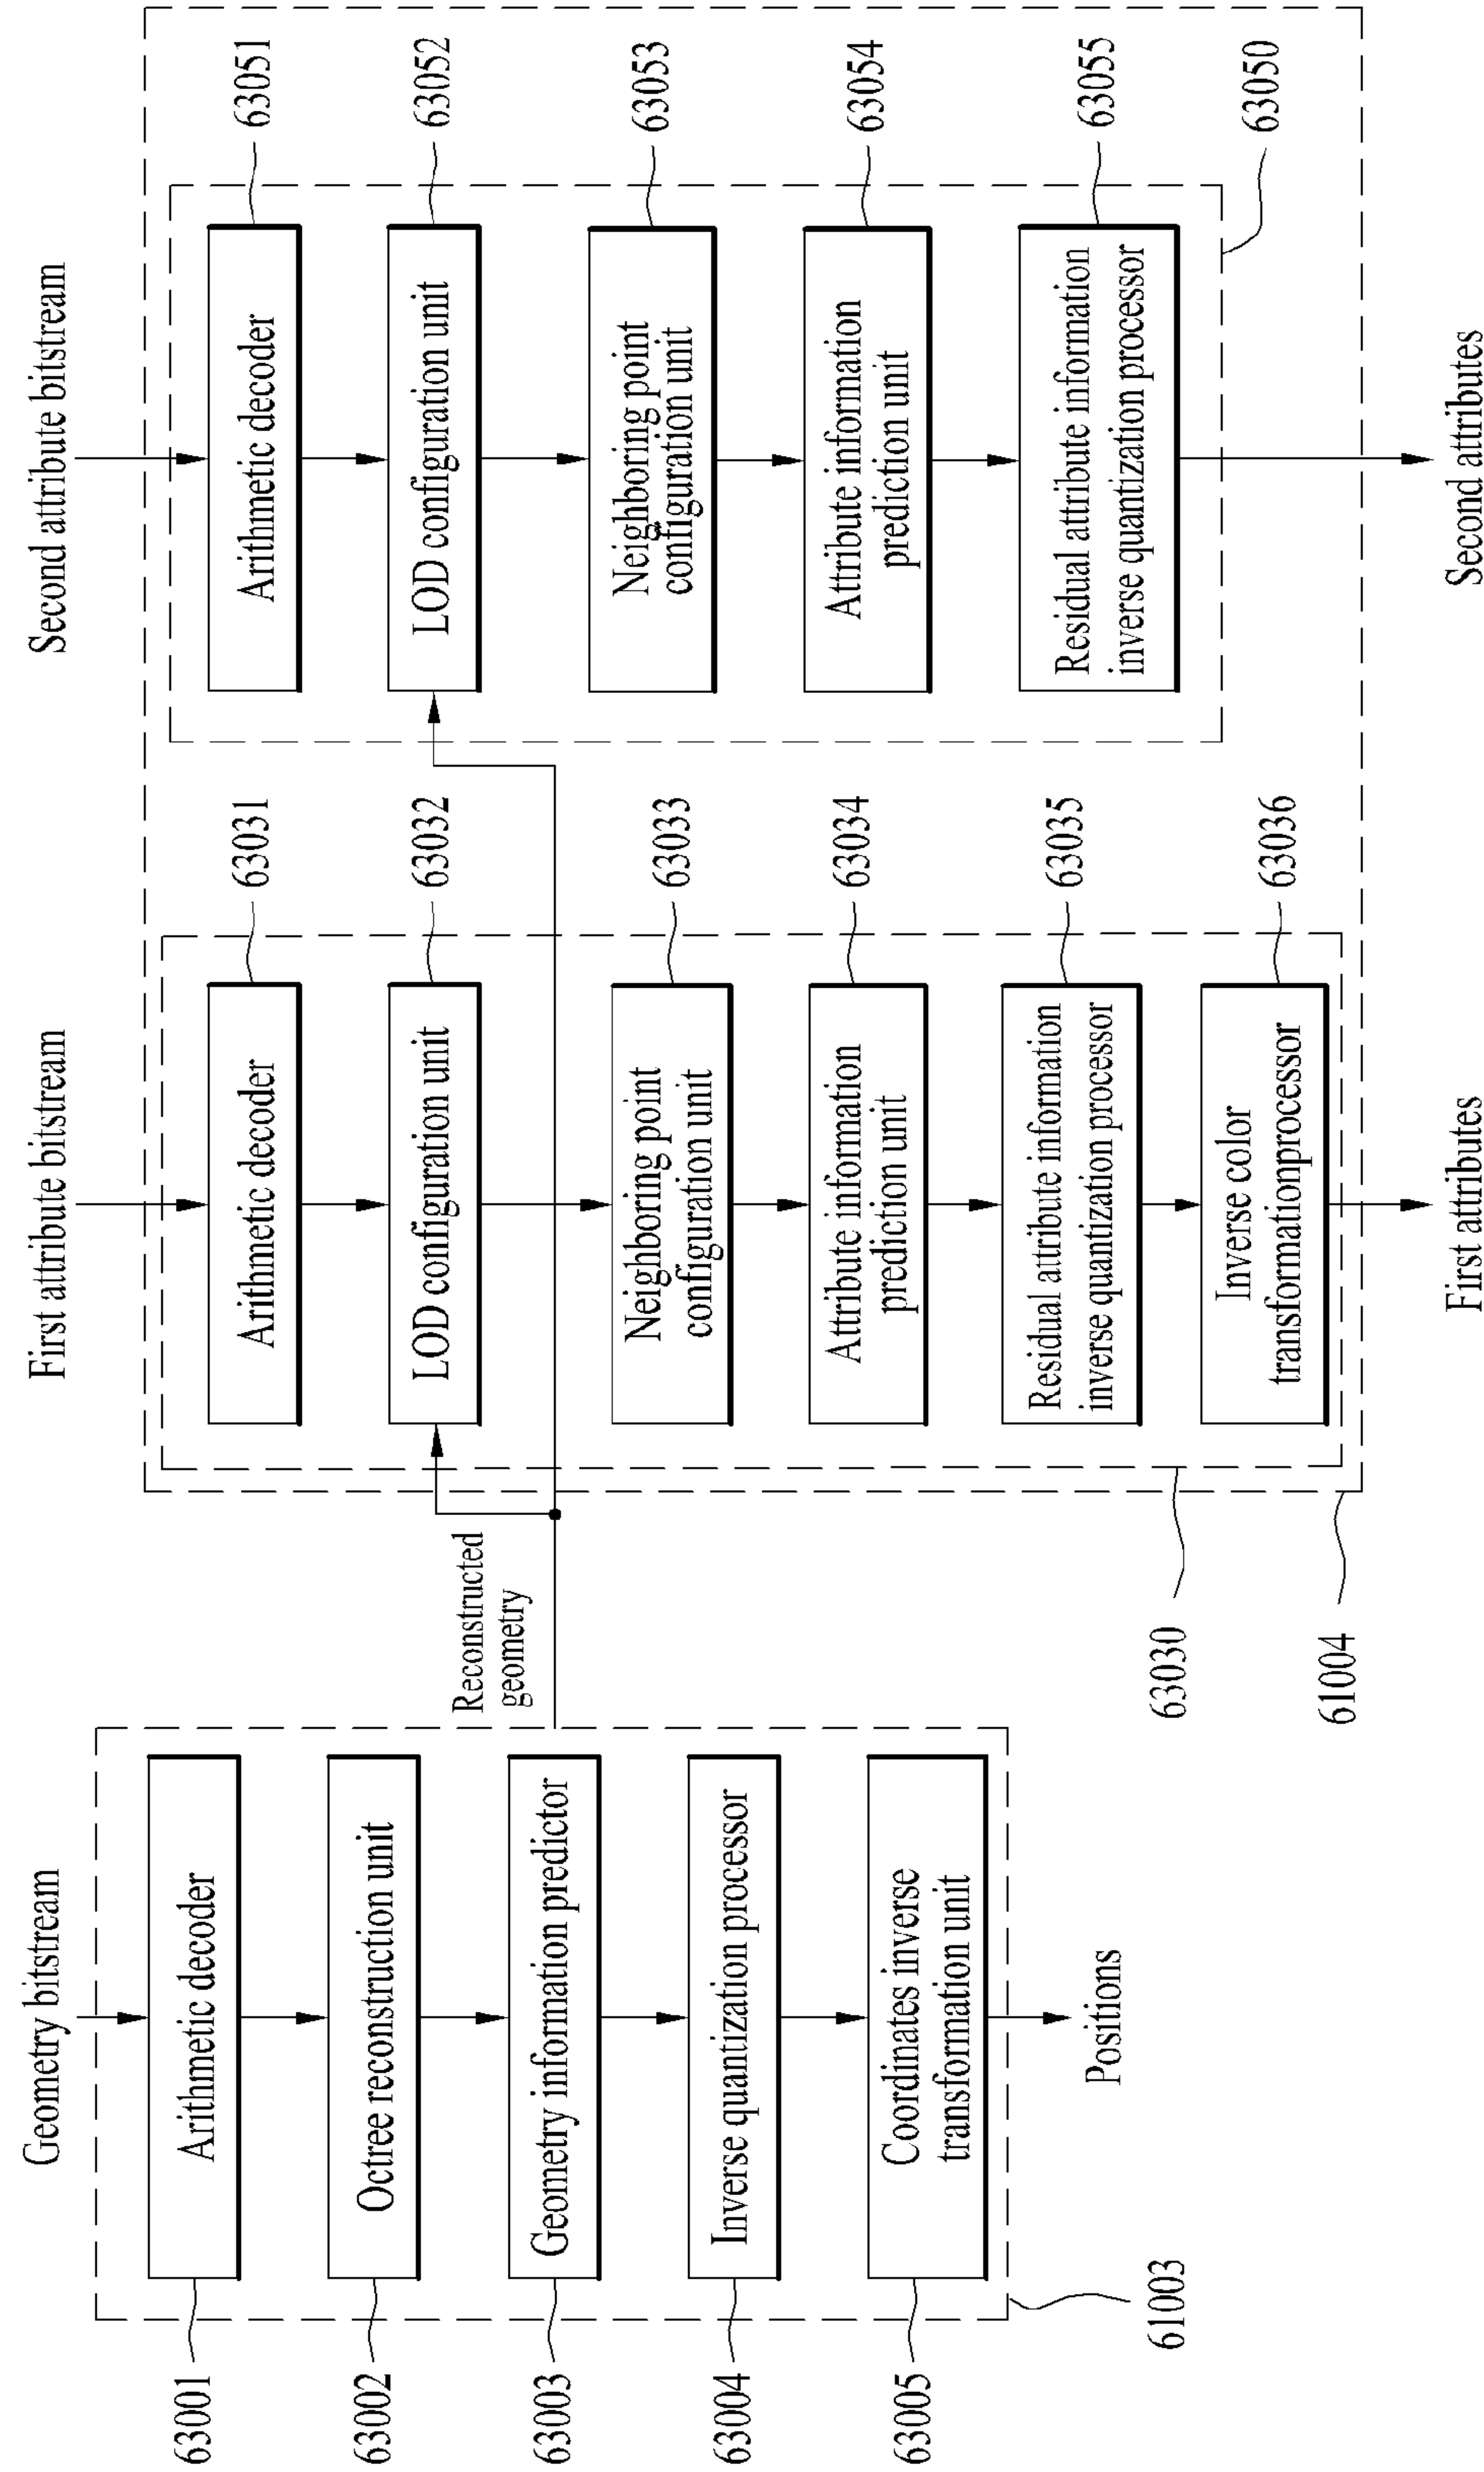 Geometry bitstream
Arithmetic decoder
63001
Octree reconstruction unit
63002
Geometry information predictor
63003
Inverse quantization processor
63004
Coordinates inverse
transformation unit
63005
61003
Positions
Reconstructed
geometry
First attribute bitstream
Arithmetic decoder
63031
LOD configuration unit
63032
Neighboring point
configuration unit
63033
Attribute information
prediction unit
63034
Residual attribute information
inverse quantization processor
63035
Inverse color
transformationprocessor
63036
63030
61004
First attributes
Second attribute bitstream
Arithmetic decoder
63051
LOD configuration unit
63052
Neighboring point
configuration unit
63053
Attribute information
prediction unit
63054
Residual attribute information
inverse quantization processor
63055
63050
Second attributes